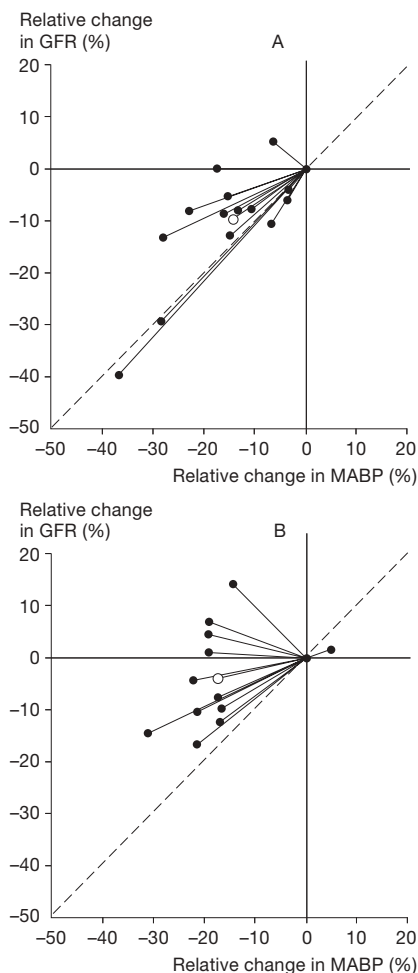 Relative change
in GFR (%)
A
20
10
0
–10
–20
–30
–40
–50
–50 –40 –30 –20 –10 0 10 20
Relative change in MABP (%)
Relative change
in GFR (%)
B
20
10
0
–10
–20
–30
–40
–50
–50 –40 –30 –20 –10 0 10 20
Relative change in MABP (%)